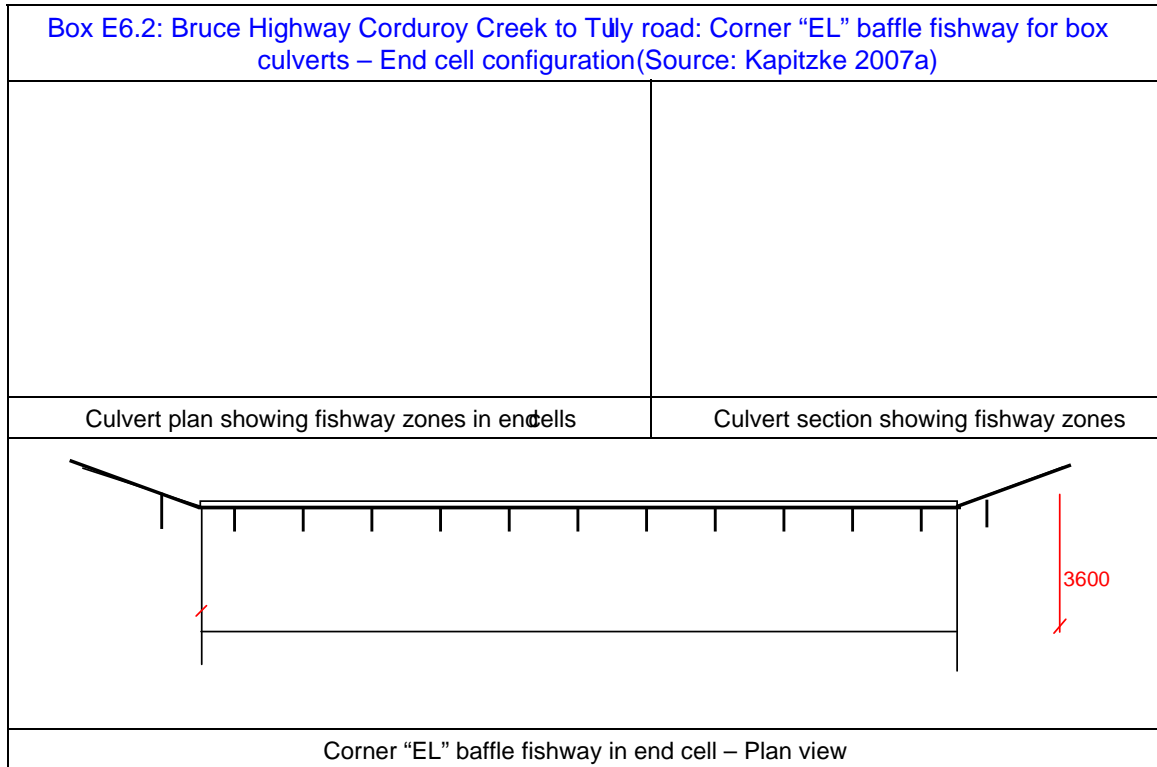 Box E6.2: Bruce Highway Corduroy Creek to Tully road: Corner “EL” baffle fishway for box
culverts – End cell configuration(Source: Kapitzke 2007a)
Culvert plan showing fishway zones in endcells
Culvert section showing fishway zones
3600
Corner “EL” baffle fishway in end cell – Plan view